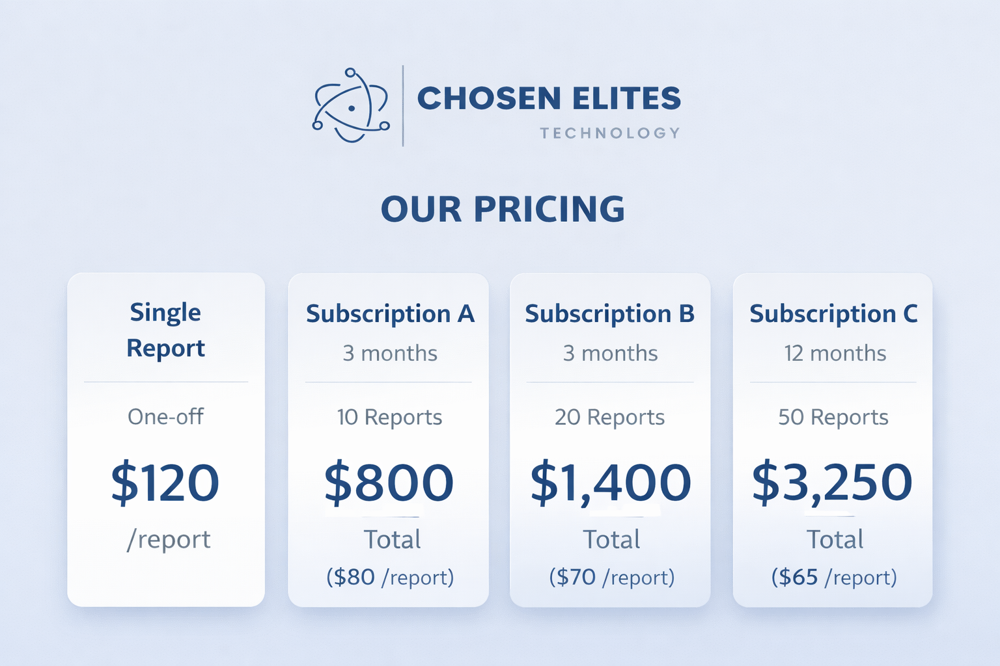 CHOSEN ELITES
TECHNOLOGY
OUR PRICING
Single
Report
One-off
$120
/report
Subscription A
3 months
10 Reports
$800
Total
($80 /report)
Subscription B
3 months
20 Reports
$1,400
Total
($70 /report)
Subscription C
12 months
50 Reports
$3,250
Total
($65 /report)